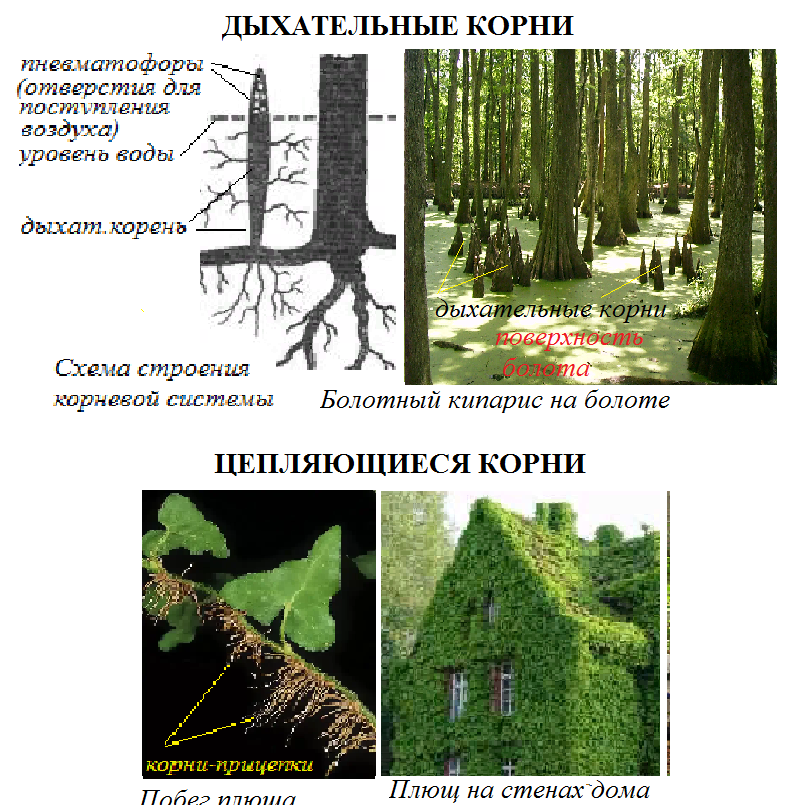 ДЫХАТЕЛЬНЫЕ КОРНИ
пневматофоры
(отверстия для
поступления
воздуха)
уровень воды
дыхат.корень
Схема строения
корневой системы
дыхательные корни
поверхность
болота
Болотный кипарис на болоте
ЦЕПЛЯЮЩИЕСЯ КОРНИ
корни-прицепки
Побег плюща
Плющ на стенах дома